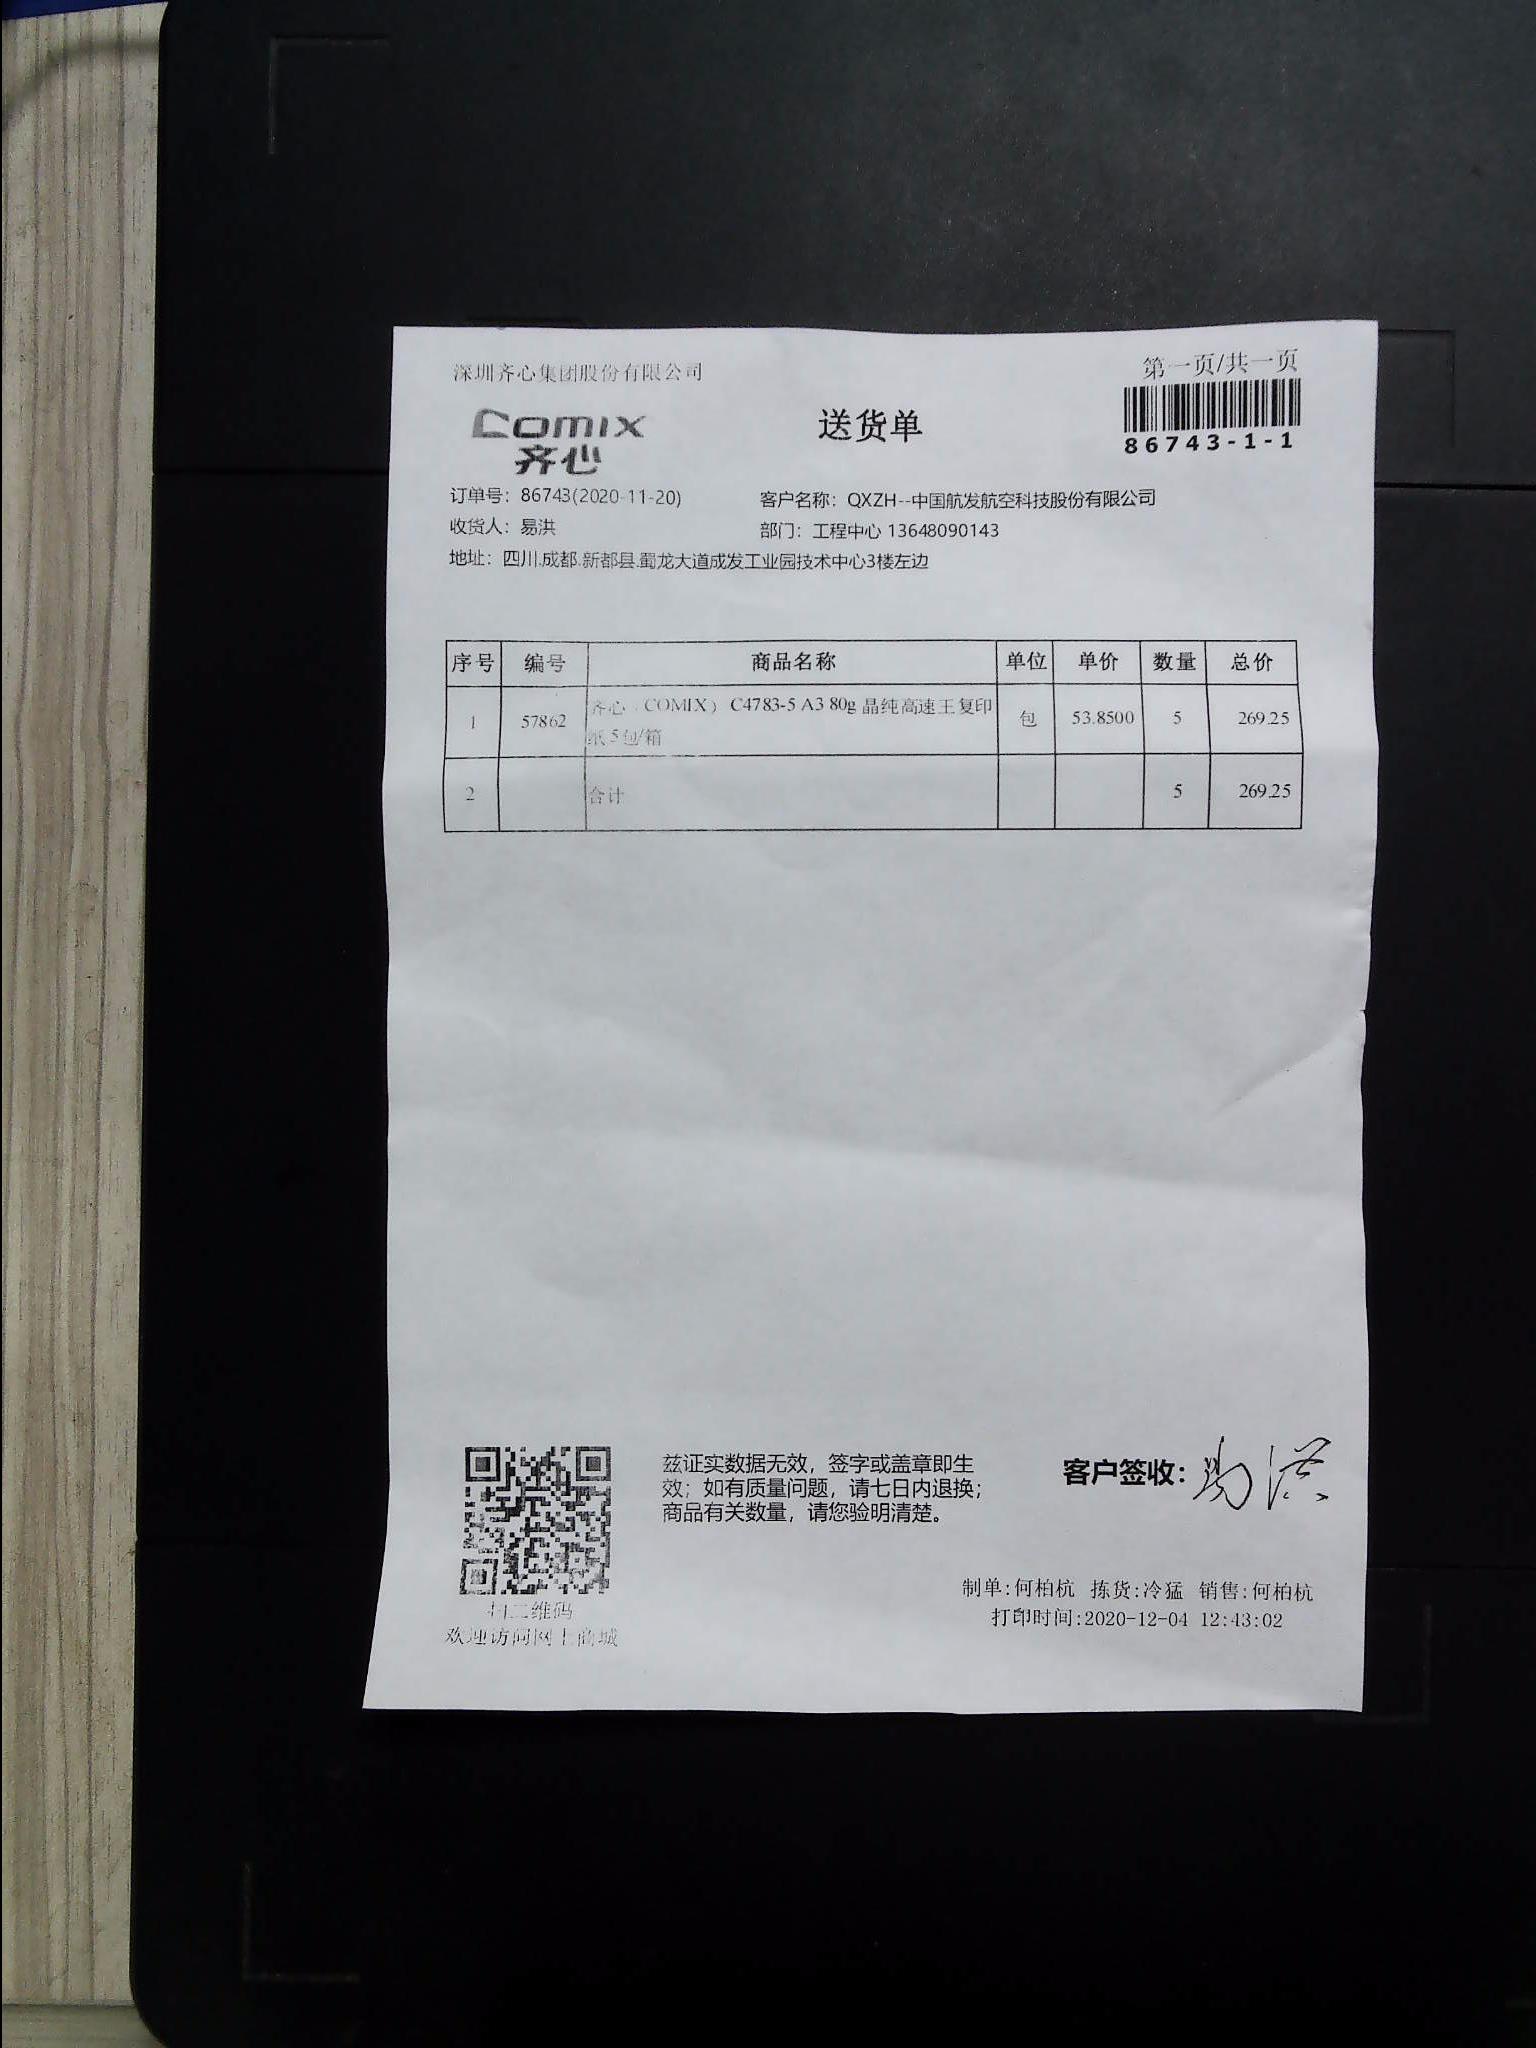 深圳齐心集团股份有限公司
第一页/共一页
comix
齐心
送货单
86743-1-1
订单号：86743(2020-11-20)
客户名称：QXZH--中国航发航空科技股份有限公司
收货人：易洪
部门：工程中心 13648090143
地址：四川.成都.新都县.蜀龙大道成发工业园技术中心3楼左边
序号 编号 商品名称 单位 单价 数量 总价
1 57862 齐心（COMIX） C4783-5 A3 80g 晶纯高速王复印纸 5包/箱 包 53.8500 5 269.25
2 合计 5 269.25
兹证实数据无效，签字或盖章即生
效；如有质量问题，请七日内退换；
商品有关数量，请您验明清楚。
客户签收：易洪
扫二维码
欢迎访问网上商城
制单:何柏杭 拣货:冷猛 销售:何柏杭
打印时间:2020-12-04 12:43:02